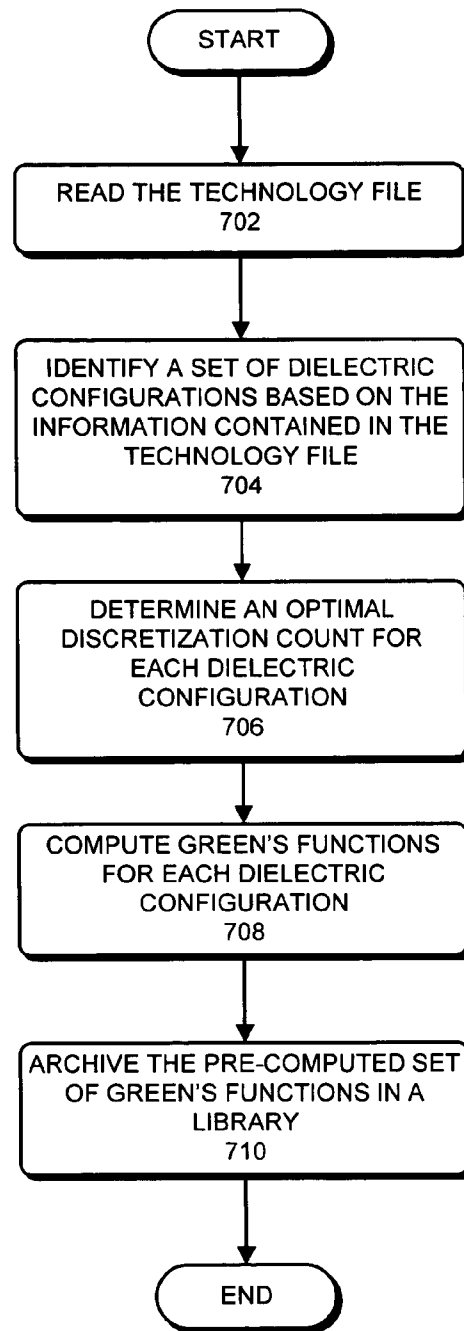 START
READ THE TECHNOLOGY FILE
702
IDENTIFY A SET OF DIELECTRIC
CONFIGURATIONS BASED ON THE
INFORMATION CONTAINED IN THE
TECHNOLOGY FILE
704
DETERMINE AN OPTIMAL
DISCRETIZATION COUNT FOR
EACH DIELECTRIC
CONFIGURATION
706
COMPUTE GREEN'S FUNCTIONS
FOR EACH DIELECTRIC
CONFIGURATION
708
ARCHIVE THE PRE-COMPUTED SET
OF GREEN'S FUNCTIONS IN A
LIBRARY
710
END